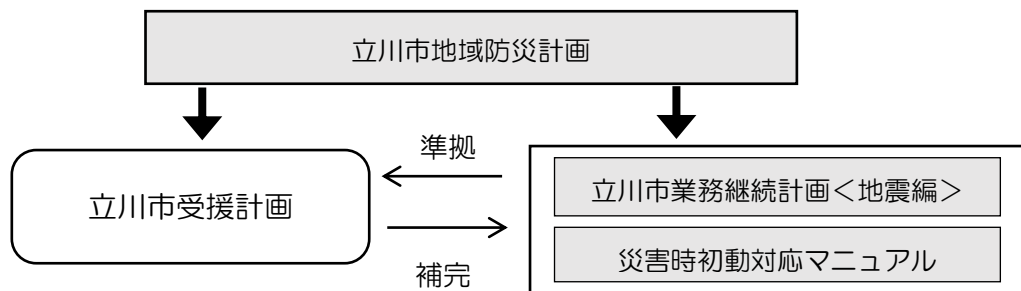 立川市地域防災計画
準拠
立川市受援計画
立川市業務継続計画<地震編>
災害時初動対応マニュアル
補完